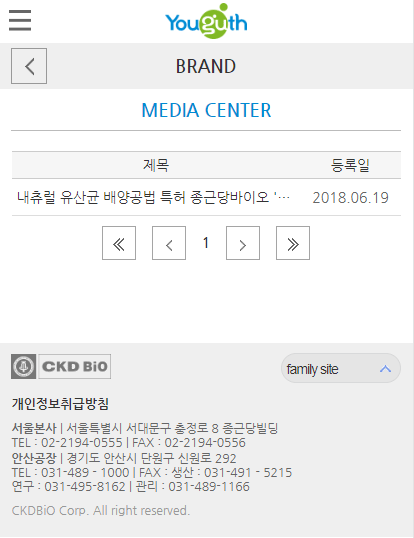 Youguth
BRAND
MEDIA CENTER
제목 등록일
내츄럴 유산균 배양공법 특허 종근당바이오 '… 2018.06.19
1
CKD BiO family site
개인정보취급방침
서울본사 | 서울특별시 서대문구 충정로 8 종근당빌딩
TEL : 02-2194-0555 | FAX : 02-2194-0556
안산공장 | 경기도 안산시 단원구 신원로 292
TEL : 031-489 - 1000 | FAX : 생산 : 031-491 - 5215
연구 : 031-495-8162 | 관리 : 031-489-1166
CKDBiO Corp. All right reserved.